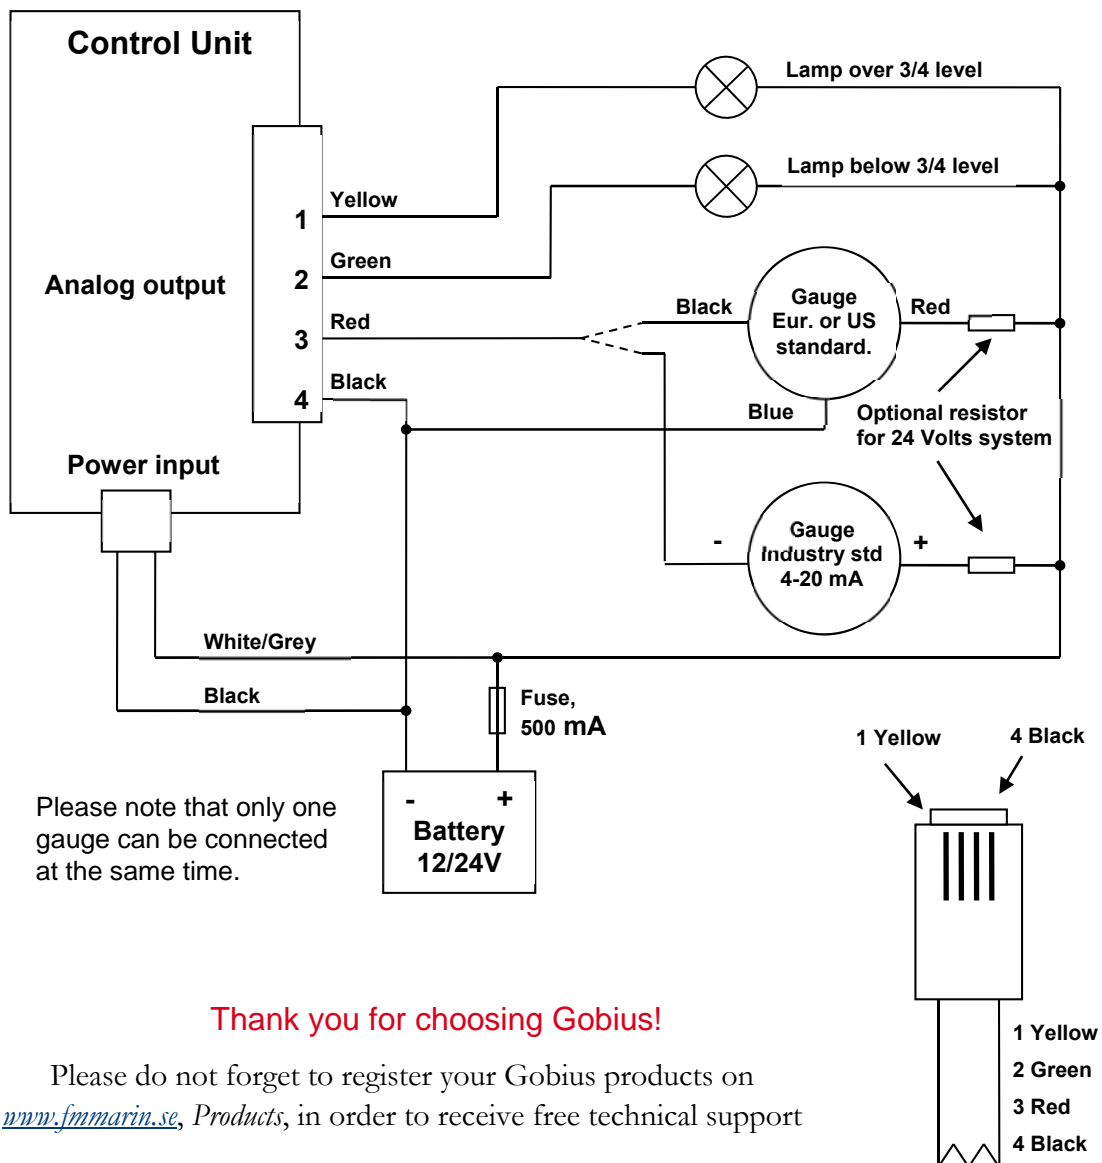 Control Unit
Lamp over 3/4 level
Lamp below 3/4 level
Yellow
1
Green
2
Analog output
Red
3
Black
4
Black
Gauge
Eur. or US
standard.
Red
Blue
Optional resistor
for 24 Volts system
Power input
-
Gauge
Industry std
4-20 mA
+
White/Grey
Black
Fuse,
500 mA
- +
Battery
12/24V
Please note that only one
gauge can be connected
at the same time.
1 Yellow
4 Black
1 Yellow
2 Green
3 Red
4 Black
Thank you for choosing Gobius!
Please do not forget to register your Gobius products on
www.fmmarin.se, Products, in order to receive free technical support